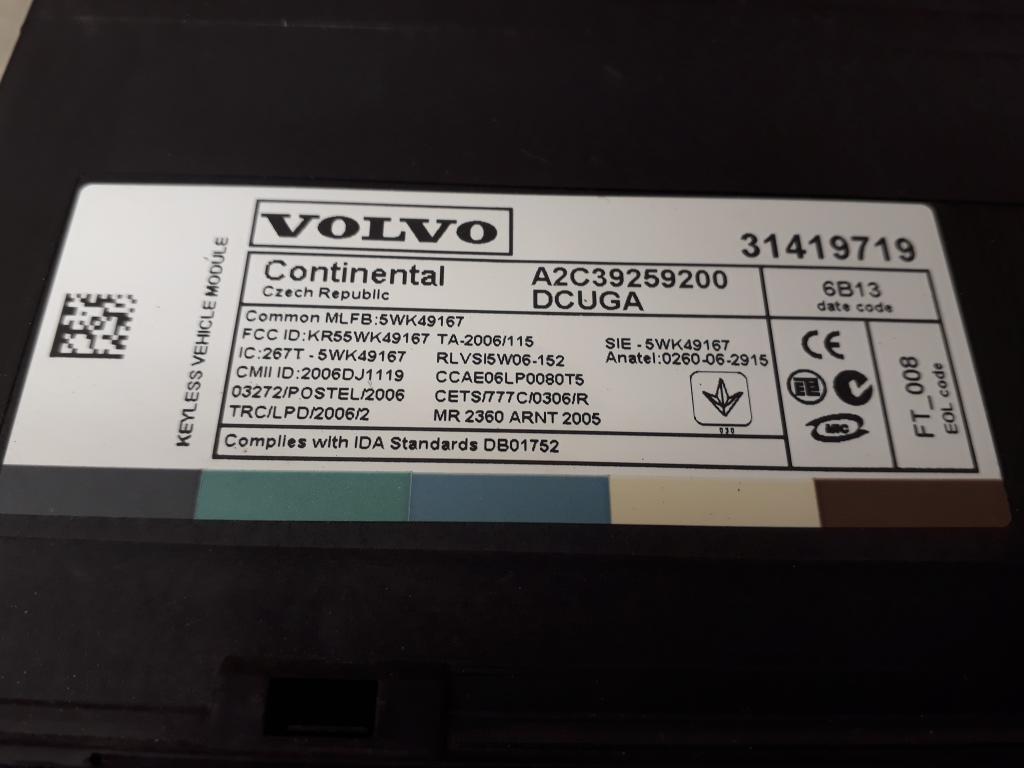 KEYLESS VEHICLE MODULE
VOLVO
31419719
Continental
Czech Republic
A2C39259200
DCUGA
6B13
date code
Common MLFB:5WK49167
FCC ID:KR55WK49167 TA-2006/115
SIE - 5WK49167
IC:267T - 5WK49167
RLVSI5W06-152
Anatel:0260-06-2915
CMII ID:2006DJ1119
CCAE06LP0080T5
03272/POSTEL/2006
CETS/777C/0306/R
TRC/LPD/2006/2
MR 2360 ARNT 2005
030
Complies with IDA Standards DB01752
CE
MIC
FT_008
EOL code